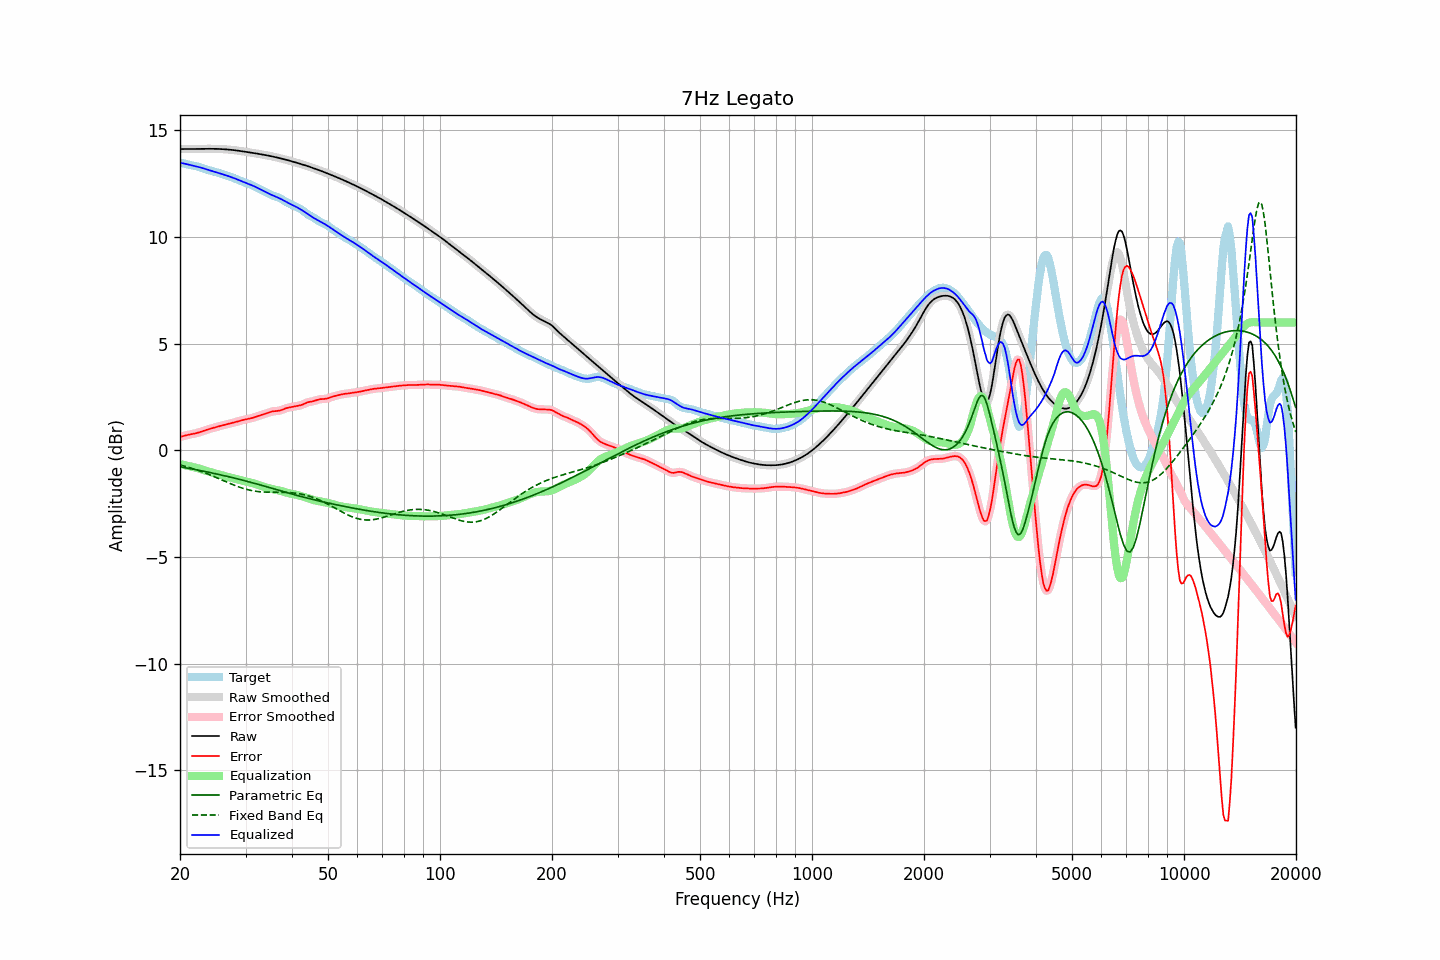 7Hz Legato
15
10
5
0
−5
−10
−15
Amplitude (dBr)
Target
Raw Smoothed
Error Smoothed
Raw
Error
Equalization
Parametric Eq
Fixed Band Eq
Equalized
20 50 100 200 500 1000 2000 5000 10000 20000
Frequency (Hz)